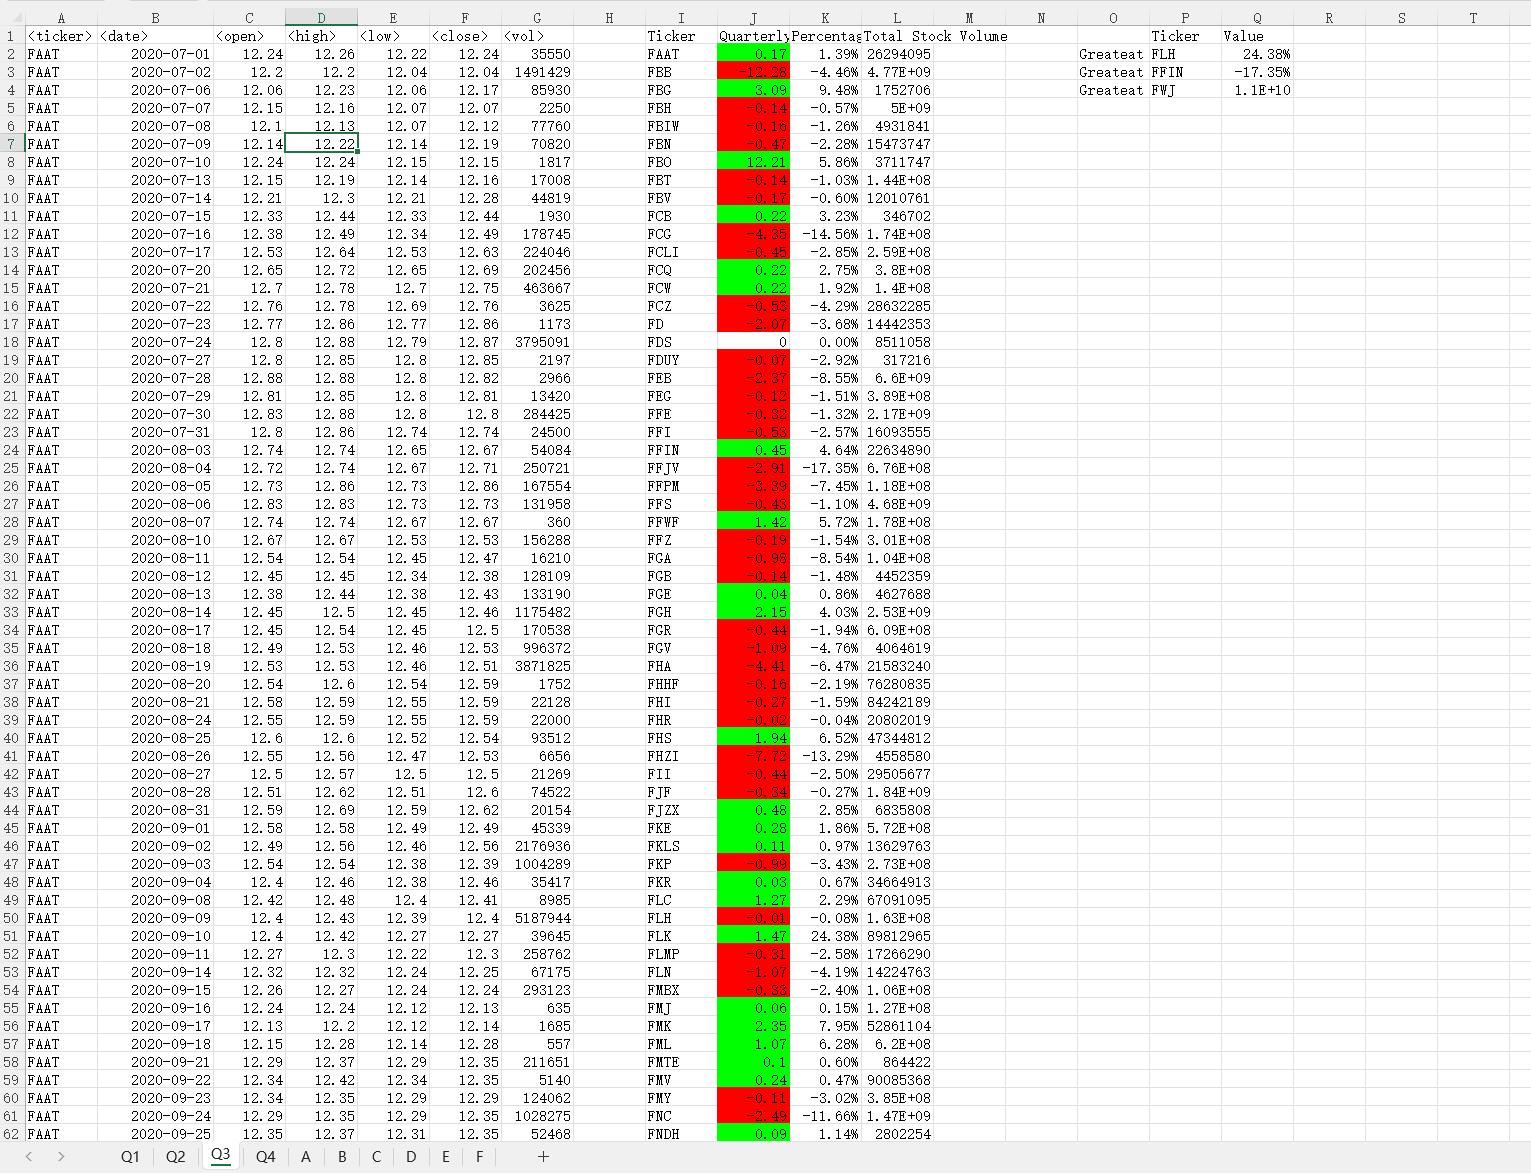 A B C D E F G H I J K L M N O P Q R S T
1 <ticker> <date> <open> <high> <low> <close> <vol> Ticker Quarterly Percentag Total Stock Volume Ticker Value
2 FAAT 2020-07-01 12.24 12.26 12.22 12.24 35550 FAAT 0.17 1.39% 26294095 Greateat FLH 24.38%
3 FAAT 2020-07-02 12.2 12.2 12.04 12.04 1491429 FBB -12.28 -4.46% 4.77E+09 Greateat FFIN -17.35%
4 FAAT 2020-07-06 12.06 12.23 12.06 12.17 85930 FBG 3.09 9.48% 1752706 Greateat FWJ 1.1E+10
5 FAAT 2020-07-07 12.15 12.16 12.07 12.07 2250 FBH -0.14 -0.57% 5E+09
6 FAAT 2020-07-08 12.1 12.13 12.07 12.12 77760 FBIW -0.16 -1.26% 4931841
7 FAAT 2020-07-09 12.14 12.22 12.14 12.19 70820 FBN -0.47 -2.28% 15473747
8 FAAT 2020-07-10 12.24 12.24 12.15 12.15 1817 FBO 12.21 5.86% 3711747
9 FAAT 2020-07-13 12.15 12.19 12.14 12.16 17008 FBT -0.14 -1.03% 1.44E+08
10 FAAT 2020-07-14 12.21 12.3 12.21 12.28 44819 FBV -0.17 -0.60% 12010761
11 FAAT 2020-07-15 12.33 12.44 12.33 12.44 1930 FCB 0.22 3.23% 346702
12 FAAT 2020-07-16 12.38 12.49 12.34 12.49 178745 FCG -4.35 -14.56% 1.74E+08
13 FAAT 2020-07-17 12.53 12.64 12.53 12.63 224046 FCLI -0.45 -2.85% 2.59E+08
14 FAAT 2020-07-20 12.65 12.72 12.65 12.69 202456 FCQ 0.22 2.75% 3.8E+08
15 FAAT 2020-07-21 12.7 12.78 12.7 12.75 463667 FCW 0.22 1.92% 1.4E+08
16 FAAT 2020-07-22 12.76 12.78 12.69 12.76 3625 FCZ -0.53 -4.29% 28632285
17 FAAT 2020-07-23 12.77 12.86 12.77 12.86 1173 FD -2.07 -3.68% 14442353
18 FAAT 2020-07-24 12.8 12.88 12.79 12.87 3795091 FDS 0 0.00% 8511058
19 FAAT 2020-07-27 12.8 12.85 12.8 12.85 2197 FDUY -0.07 -2.92% 317216
20 FAAT 2020-07-28 12.88 12.88 12.8 12.82 2966 FEB -2.37 -8.55% 6.6E+09
21 FAAT 2020-07-29 12.81 12.85 12.8 12.81 13420 FEG -0.12 -1.51% 3.89E+08
22 FAAT 2020-07-30 12.83 12.88 12.8 12.8 284425 FFE -0.32 -1.32% 2.17E+09
23 FAAT 2020-07-31 12.8 12.86 12.74 12.74 24500 FFI -0.53 -2.57% 16093555
24 FAAT 2020-08-03 12.74 12.74 12.65 12.67 54084 FFIN 0.45 4.64% 22634890
25 FAAT 2020-08-04 12.72 12.74 12.67 12.71 250721 FFJV -2.91 -17.35% 6.76E+08
26 FAAT 2020-08-05 12.73 12.86 12.73 12.86 167554 FFPM -3.39 -7.45% 1.18E+08
27 FAAT 2020-08-06 12.83 12.83 12.73 12.73 131958 FFS -0.43 -1.10% 4.68E+09
28 FAAT 2020-08-07 12.74 12.74 12.67 12.67 360 FFWF 1.42 5.72% 1.78E+08
29 FAAT 2020-08-10 12.67 12.67 12.53 12.53 156288 FFZ -0.19 -1.54% 3.01E+08
30 FAAT 2020-08-11 12.54 12.54 12.45 12.47 16210 FGA -0.98 -8.54% 1.04E+08
31 FAAT 2020-08-12 12.45 12.45 12.34 12.38 128109 FGB -0.14 -1.48% 4452359
32 FAAT 2020-08-13 12.38 12.44 12.38 12.43 133190 FGE 0.04 0.86% 4627688
33 FAAT 2020-08-14 12.45 12.5 12.45 12.46 1175482 FGH 2.15 4.03% 2.53E+09
34 FAAT 2020-08-17 12.45 12.54 12.45 12.5 170538 FGR -0.44 -1.94% 6.09E+08
35 FAAT 2020-08-18 12.49 12.53 12.46 12.53 996372 FGV -1.09 -4.76% 4064619
36 FAAT 2020-08-19 12.53 12.53 12.46 12.51 3871825 FHA -4.41 -6.47% 21583240
37 FAAT 2020-08-20 12.54 12.6 12.54 12.59 1752 FHHF -0.16 -2.19% 76280835
38 FAAT 2020-08-21 12.58 12.59 12.55 12.59 22128 FHI -0.27 -1.59% 84242189
39 FAAT 2020-08-24 12.55 12.59 12.55 12.59 22000 FHR -0.02 -0.04% 20802019
40 FAAT 2020-08-25 12.6 12.6 12.52 12.54 93512 FHS 1.94 6.52% 47344812
41 FAAT 2020-08-26 12.55 12.56 12.47 12.53 6656 FHZI -7.72 -13.29% 4558580
42 FAAT 2020-08-27 12.5 12.57 12.5 12.5 21269 FII -0.44 -2.50% 29505677
43 FAAT 2020-08-28 12.51 12.62 12.51 12.6 74522 FJF -0.34 -0.27% 1.84E+09
44 FAAT 2020-08-31 12.59 12.69 12.59 12.62 20154 FJZX 0.48 2.85% 6835808
45 FAAT 2020-09-01 12.58 12.58 12.49 12.49 45339 FKE 0.28 1.86% 5.72E+08
46 FAAT 2020-09-02 12.49 12.56 12.46 12.56 2176936 FKLS 0.11 0.97% 13629763
47 FAAT 2020-09-03 12.54 12.54 12.38 12.39 1004289 FKP -0.99 -3.43% 2.73E+08
48 FAAT 2020-09-04 12.4 12.46 12.38 12.46 35417 FKR 0.03 0.67% 34664913
49 FAAT 2020-09-08 12.42 12.48 12.4 12.41 8985 FLC 1.27 2.29% 67091095
50 FAAT 2020-09-09 12.4 12.43 12.39 12.4 5187944 FLH -0.01 -0.08% 1.63E+08
51 FAAT 2020-09-10 12.4 12.42 12.27 12.27 39645 FLK 1.47 24.38% 89812965
52 FAAT 2020-09-11 12.27 12.3 12.22 12.3 258762 FLMP -0.31 -2.58% 17266290
53 FAAT 2020-09-14 12.32 12.32 12.24 12.25 67175 FLN -1.07 -4.19% 14224763
54 FAAT 2020-09-15 12.26 12.27 12.24 12.24 293123 FMBX -0.33 -2.40% 1.06E+08
55 FAAT 2020-09-16 12.24 12.24 12.12 12.13 635 FMJ 0.06 0.15% 1.27E+08
56 FAAT 2020-09-17 12.13 12.2 12.12 12.14 1685 FMK 2.35 7.95% 52861104
57 FAAT 2020-09-18 12.15 12.28 12.14 12.28 557 FML 1.07 6.28% 6.2E+08
58 FAAT 2020-09-21 12.29 12.37 12.29 12.35 211651 FMTE 0.1 0.60% 864422
59 FAAT 2020-09-22 12.34 12.42 12.34 12.35 5140 FMV 0.24 0.47% 90085368
60 FAAT 2020-09-23 12.34 12.35 12.29 12.29 124062 FMY -0.11 -3.02% 3.85E+08
61 FAAT 2020-09-24 12.29 12.35 12.29 12.35 1028275 FNC -2.49 -11.66% 1.47E+09
62 FAAT 2020-09-25 12.35 12.37 12.31 12.35 52468 FNDH 0.09 1.14% 2802254
Q1 Q2 Q3 Q4 A B C D E F +